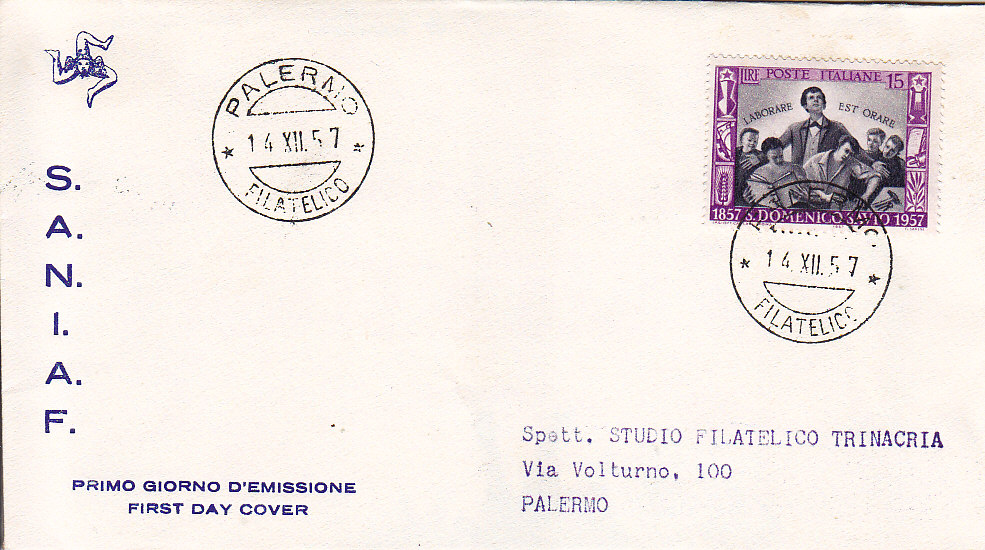 S.
A.
N.
I.
A.
F.
PRIMO GIORNO D'EMISSIONE
FIRST DAY COVER
PALERMO
* 14 XII. 57 *
FILATELICO
LIRE POSTE ITALIANE 15
LABORARE EST ORARE
1857 S. DOMENICO SAVIO 1957
PALERMO
* 14 XII. 57 *
FILATELICO
Spett. STUDIO FILATELICO TRINACRIA
Via Volturno, 100
PALERMO